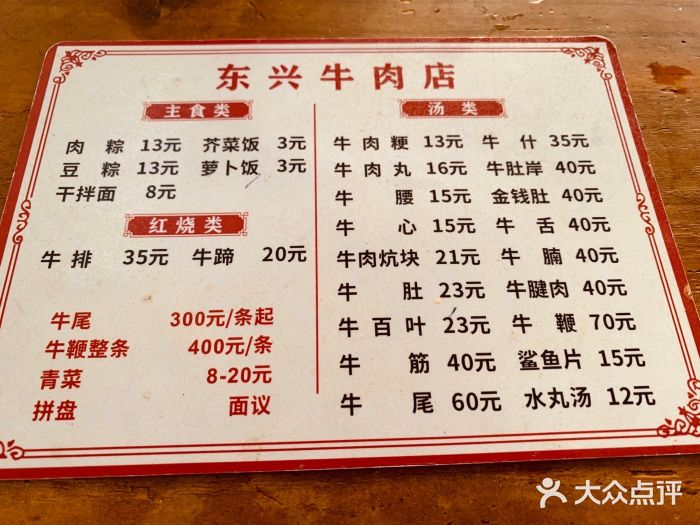 东兴牛肉店
主食类
肉粽 13元 芥菜饭 3元
豆粽 13元 萝卜饭 3元
干拌面 8元
红烧类
牛排 35元 牛蹄 20元
牛尾 300元/条起
牛鞭整条 400元/条
青菜 8-20元
拼盘 面议
汤类
牛肉粳 13元 牛什 35元
牛肉丸 16元 牛肚岸 40元
牛腰 15元 金钱肚 40元
牛心 15元 牛舌 40元
牛肉炕块 21元 牛腩 40元
牛肚 23元 牛腱肉 40元
牛百叶 23元 牛鞭 70元
牛筋 40元 鲨鱼片 15元
牛尾 60元 水丸汤 12元
大众点评